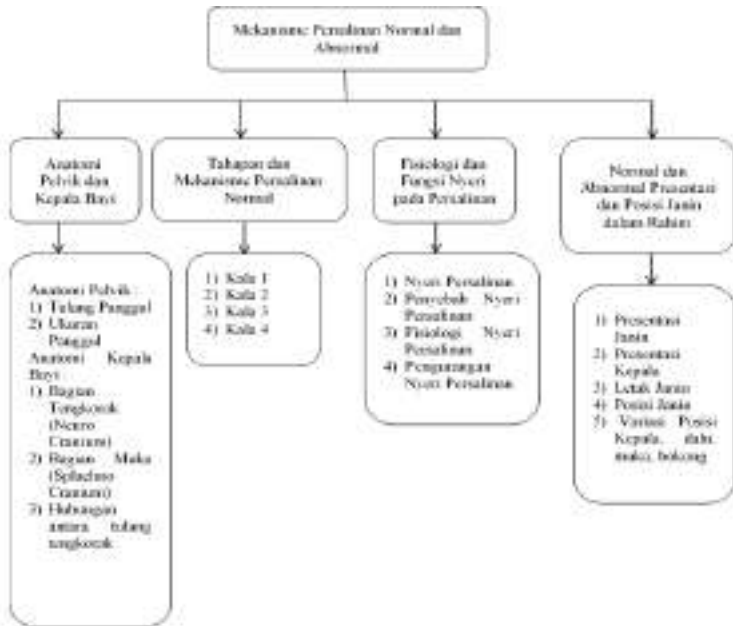 Mekanisme Persalinan Normal dan
Abnormal
Anatomi
Pelvik dan
Kepala Bayi
Tahapan dan
Mekanisme Persalinan
Normal
Fisiologi dan
Fungsi Nyeri
pada Persalinan
Normal dan
Abnormal Presentasi
dan Posisi Janin
dalam Rahim
Anatomi Pelvik :
1) Tulang Panggul
2) Ukuran
Panggul
Anatomi Kepala
Bayi
1) Bagian
Tengkorak
(Neuro
Cranium)
2) Bagian Muka
Cranium)
3) Hubungan
antara tulang
tengkorak
1) Kala 1
2) Kala 2
3) Kala 3
4) Kala 4
1) Nyeri Persalinan
2) Penyebab Nyeri
Persalinan
3) Fisiologi Nyeri
Persalinan
4) Pengurangan
Nyeri Persalinan
1) Presentasi
Janin
2) Presentasi
Kepala
3) Letak Janin
4) Posisi Janin
5) Variasi Posisi
Kepala, dahi,
muka, bokong